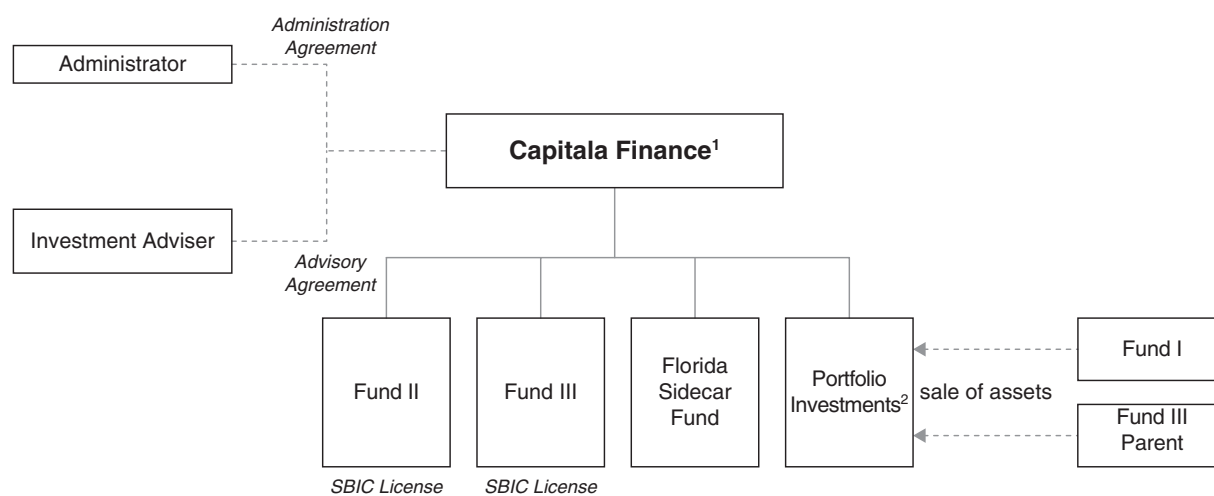 Administration
Agreement
Administrator
Capitala Finance¹
Investment Adviser
Advisory
Agreement
Fund II
Fund III
Florida
Sidecar
Fund
Portfolio
Investments²
sale of assets
Fund I
Fund III
Parent
SBIC License
SBIC License